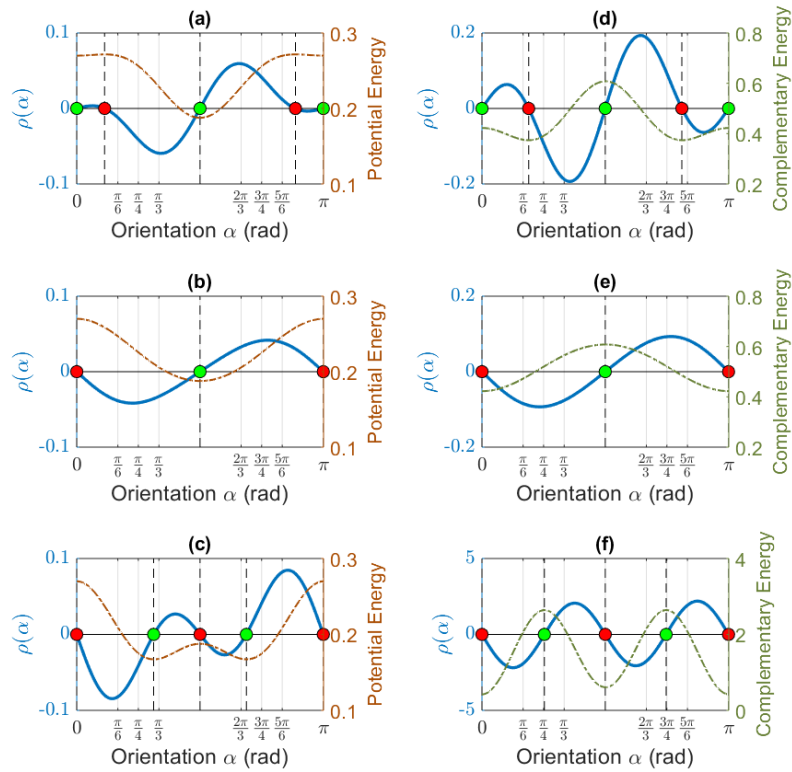 (a)
0.1
0
-0.1
ρ(α)
0.3
0.2
0.1
Potential Energy
0 π/6 π/4 π/3 2π/3 3π/4 5π/6 π
Orientation α (rad)
(d)
0.2
0
-0.2
ρ(α)
0.8
0.6
0.4
0.2
Complementary Energy
0 π/6 π/4 π/3 2π/3 3π/4 5π/6 π
Orientation α (rad)
(b)
0.1
0
-0.1
ρ(α)
0.3
0.2
0.1
Potential Energy
0 π/6 π/4 π/3 2π/3 3π/4 5π/6 π
Orientation α (rad)
(e)
0.2
0
-0.2
ρ(α)
0.8
0.6
0.4
0.2
Complementary Energy
0 π/6 π/4 π/3 2π/3 3π/4 5π/6 π
Orientation α (rad)
(c)
0.1
0
-0.1
ρ(α)
0.3
0.2
0.1
Potential Energy
0 π/6 π/4 π/3 2π/3 3π/4 5π/6 π
Orientation α (rad)
(f)
5
0
-5
ρ(α)
4
2
0
Complementary Energy
0 π/6 π/4 π/3 2π/3 3π/4 5π/6 π
Orientation α (rad)